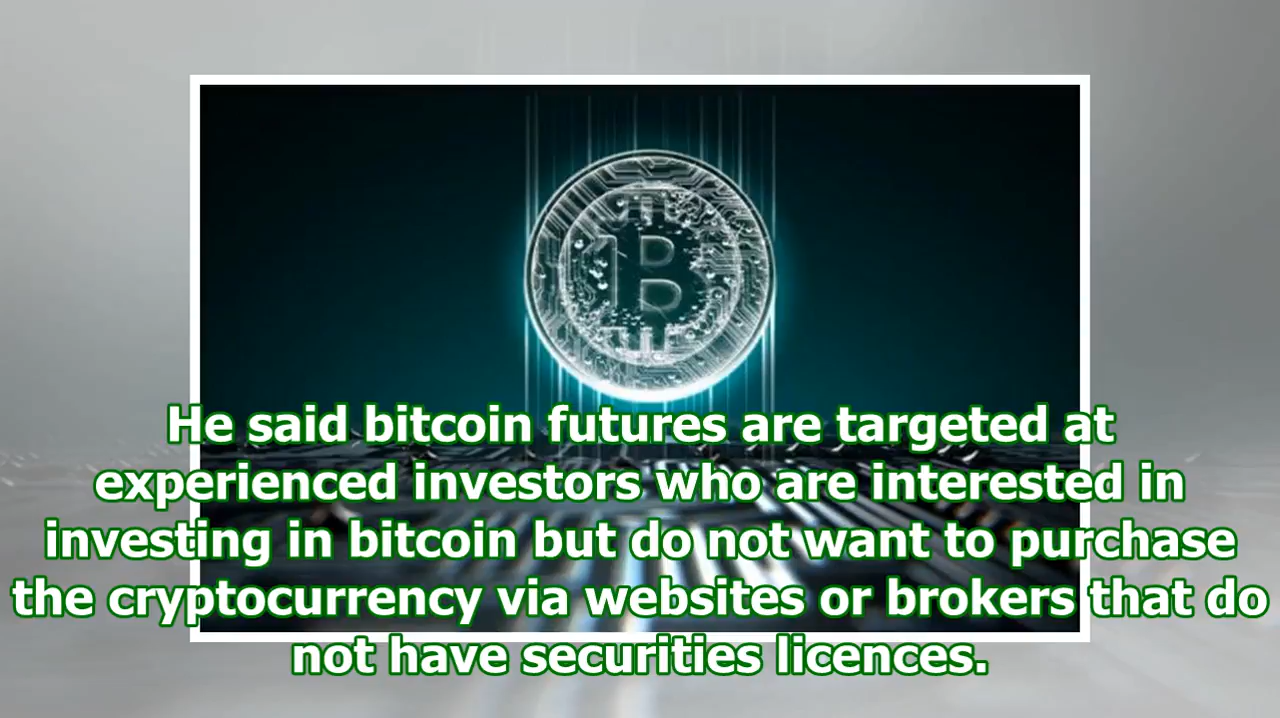 He said bitcoin futures are targeted at
experienced investors who are interested in
investing in bitcoin but do not want to purchase
the cryptocurrency via websites or brokers that do
not have securities licences.